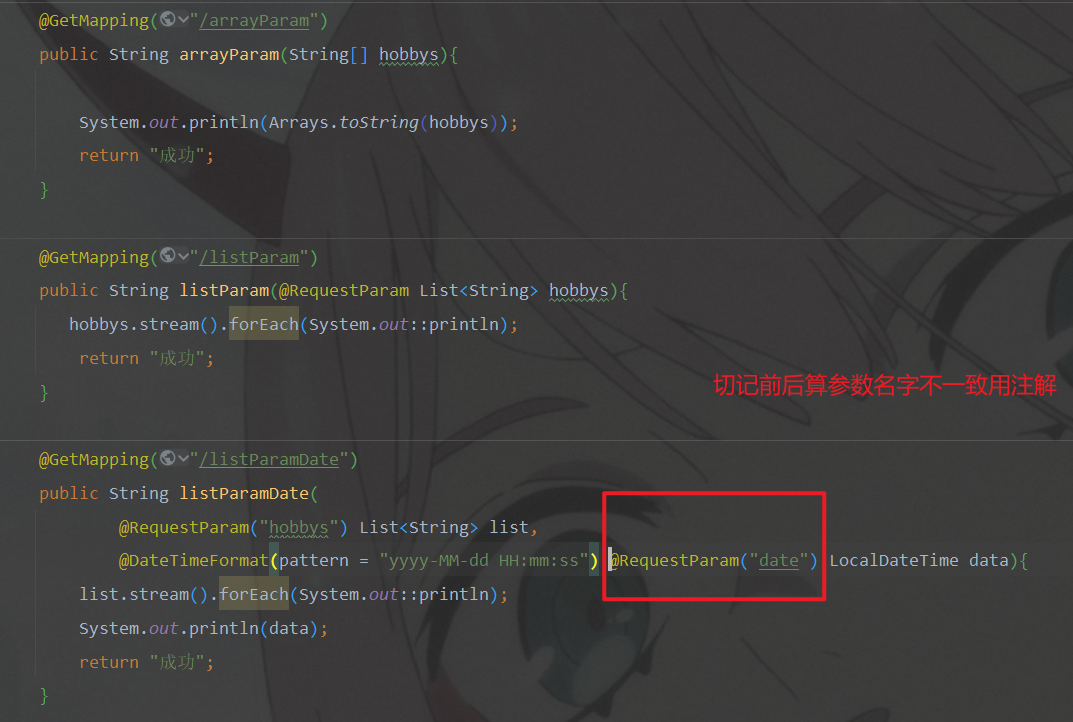 @GetMapping("/arrayParam")
public String arrayParam(String[] hobbys){
System.out.println(Arrays.toString(hobbys));
return "成功";
}
@GetMapping("/listParam")
public String listParam(@RequestParam List<String> hobbys){
hobbys.stream().forEach(System.out::println);
return "成功";
切记前后算参数名字不一致用注解
}
@GetMapping("/listParamDate")
public String listParamDate(
@RequestParam("hobbys") List<String> list,
@DateTimeFormat(pattern = "yyyy-MM-dd HH:mm:ss") @RequestParam("date") LocalDateTime data){
list.stream().forEach(System.out::println);
System.out.println(data);
return "成功";
}